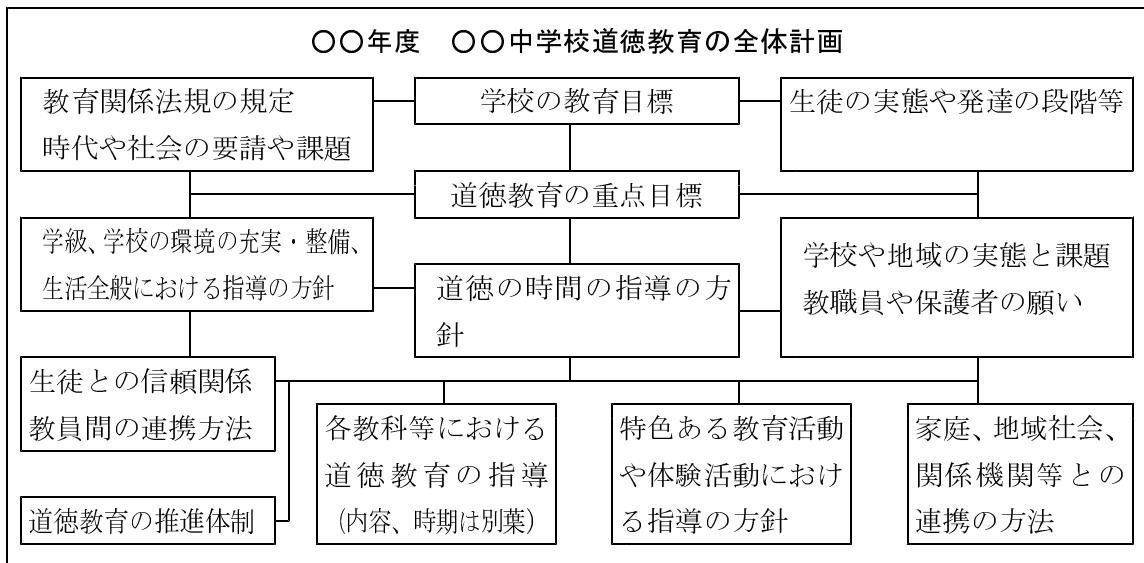 〇〇年度　〇〇中学校道徳教育の全体計画
教育関係法規の規定
時代や社会の要請や課題
学校の教育目標
生徒の実態や発達の段階等
道徳教育の重点目標
学級、学校の環境の充実・整備、
生活全般における指導の方針
道徳の時間の指導の方
針
学校や地域の実態と課題
教職員や保護者の願い
生徒との信頼関係
教員間の連携方法
各教科等における
道徳教育の指導
（内容、時期は別葉）
特色ある教育活動
や体験活動におけ
る指導の方針
家庭、地域社会、
関係機関等との
連携の方法
道徳教育の推進体制